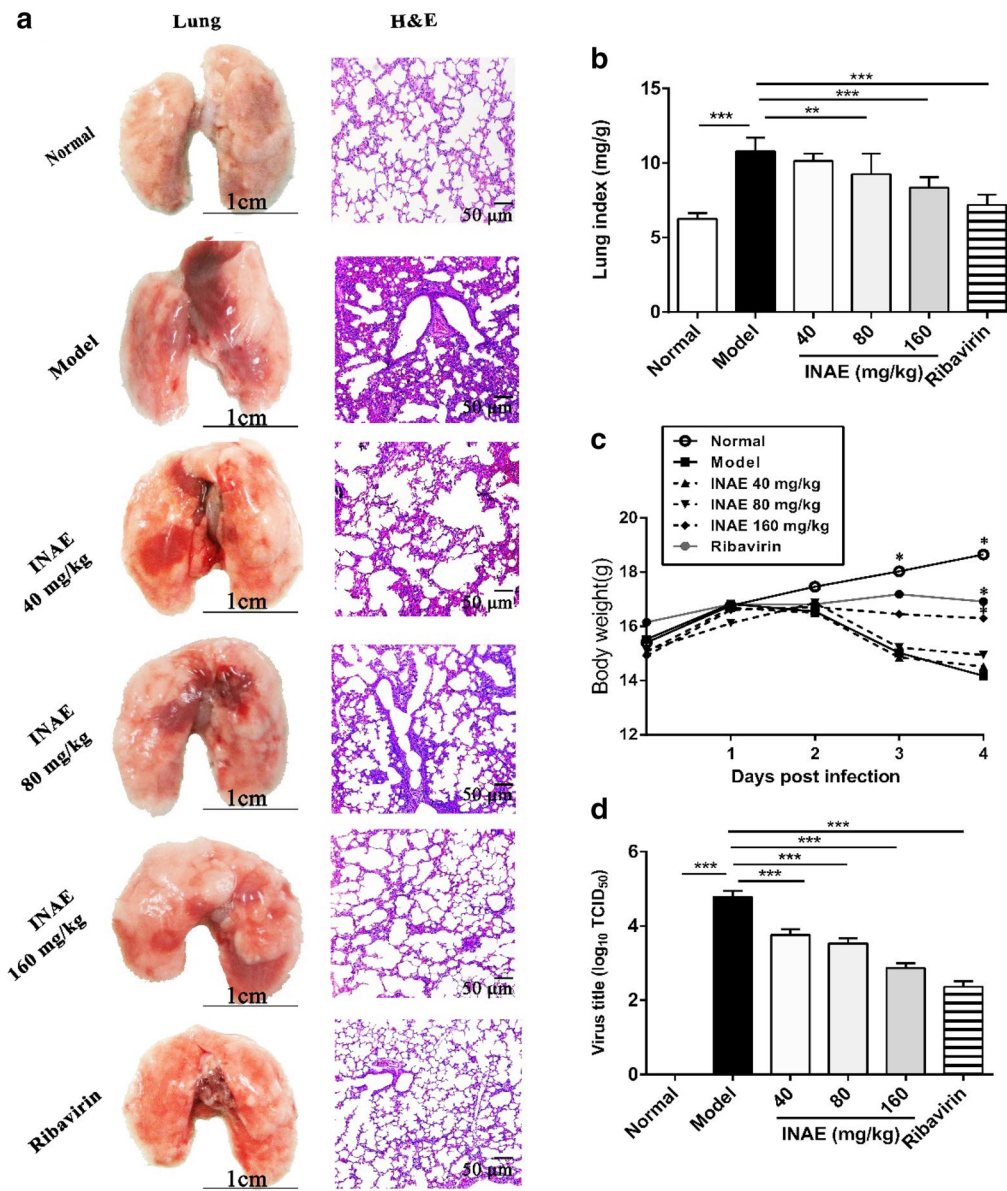 a
Lung
H&E
Normal
1cm
50 μm
Model
1cm
50 μm
INAE
40 mg/kg
1cm
50 μm
INAE
80 mg/kg
1cm
50 μm
INAE
160 mg/kg
1cm
50 μm
Ribavirin
1cm
50 μm
b
***
***
**
***
Lung index (mg/g)
15
10
5
0
Normal
Model
40
80
160
Ribavirin
INAE (mg/kg)
c
Normal
Model
INAE 40 mg/kg
INAE 80 mg/kg
INAE 160 mg/kg
Ribavirin
Body weight(g)
20
18
16
14
12
*
*
*
*
1
2
3
4
Days post infection
d
***
***
***
***
***
Virus title (log10 TCID50)
6
4
2
0
Normal
Model
40
80
160
Ribavirin
INAE (mg/kg)